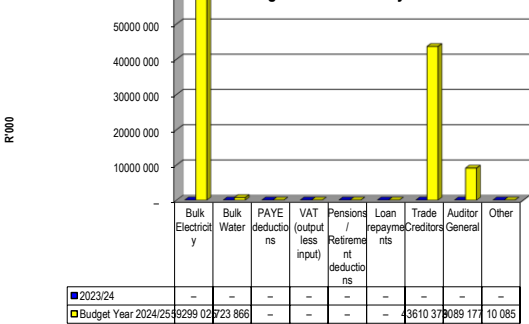 50000 000
40000 000
30000 000
20000 000
10000 000
–
R'000
Bulk Electricit y
Bulk Water
PAYE deductio ns
VAT (output less input)
Pensions / Retireme nt deductio ns
Loan repayme nts
Trade Creditors
Auditor General
Other
2023/24 – – – – – – – – –
Budget Year 2024/25 723 866 – – – – – 10 085